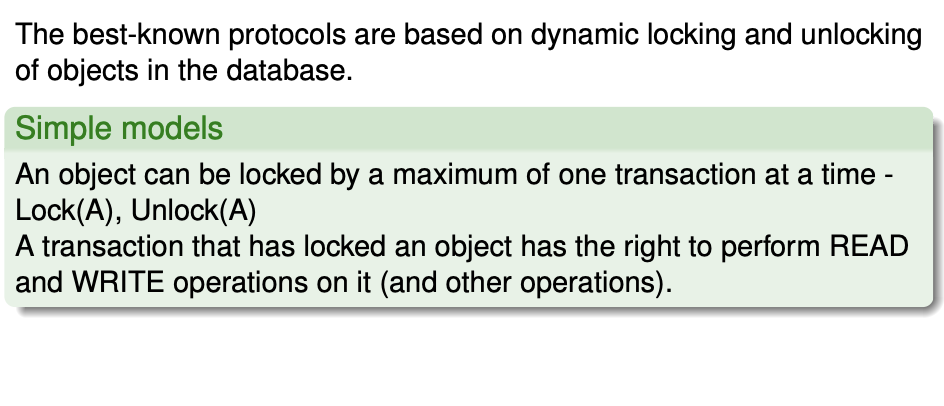 The best-known protocols are based on dynamic locking and unlocking
of objects in the database.
Simple models
An object can be locked by a maximum of one transaction at a time -
Lock(A), Unlock(A)
A transaction that has locked an object has the right to perform READ
and WRITE operations on it (and other operations).